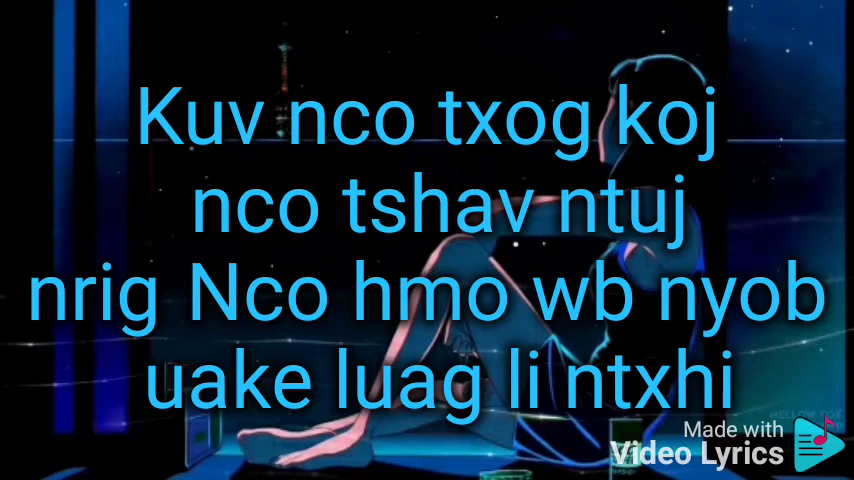 Kuv nco txog koj
nco tshav ntuj
nrig Nco hmo wb nyob
uake luag li ntxhi
Made with
Video Lyrics